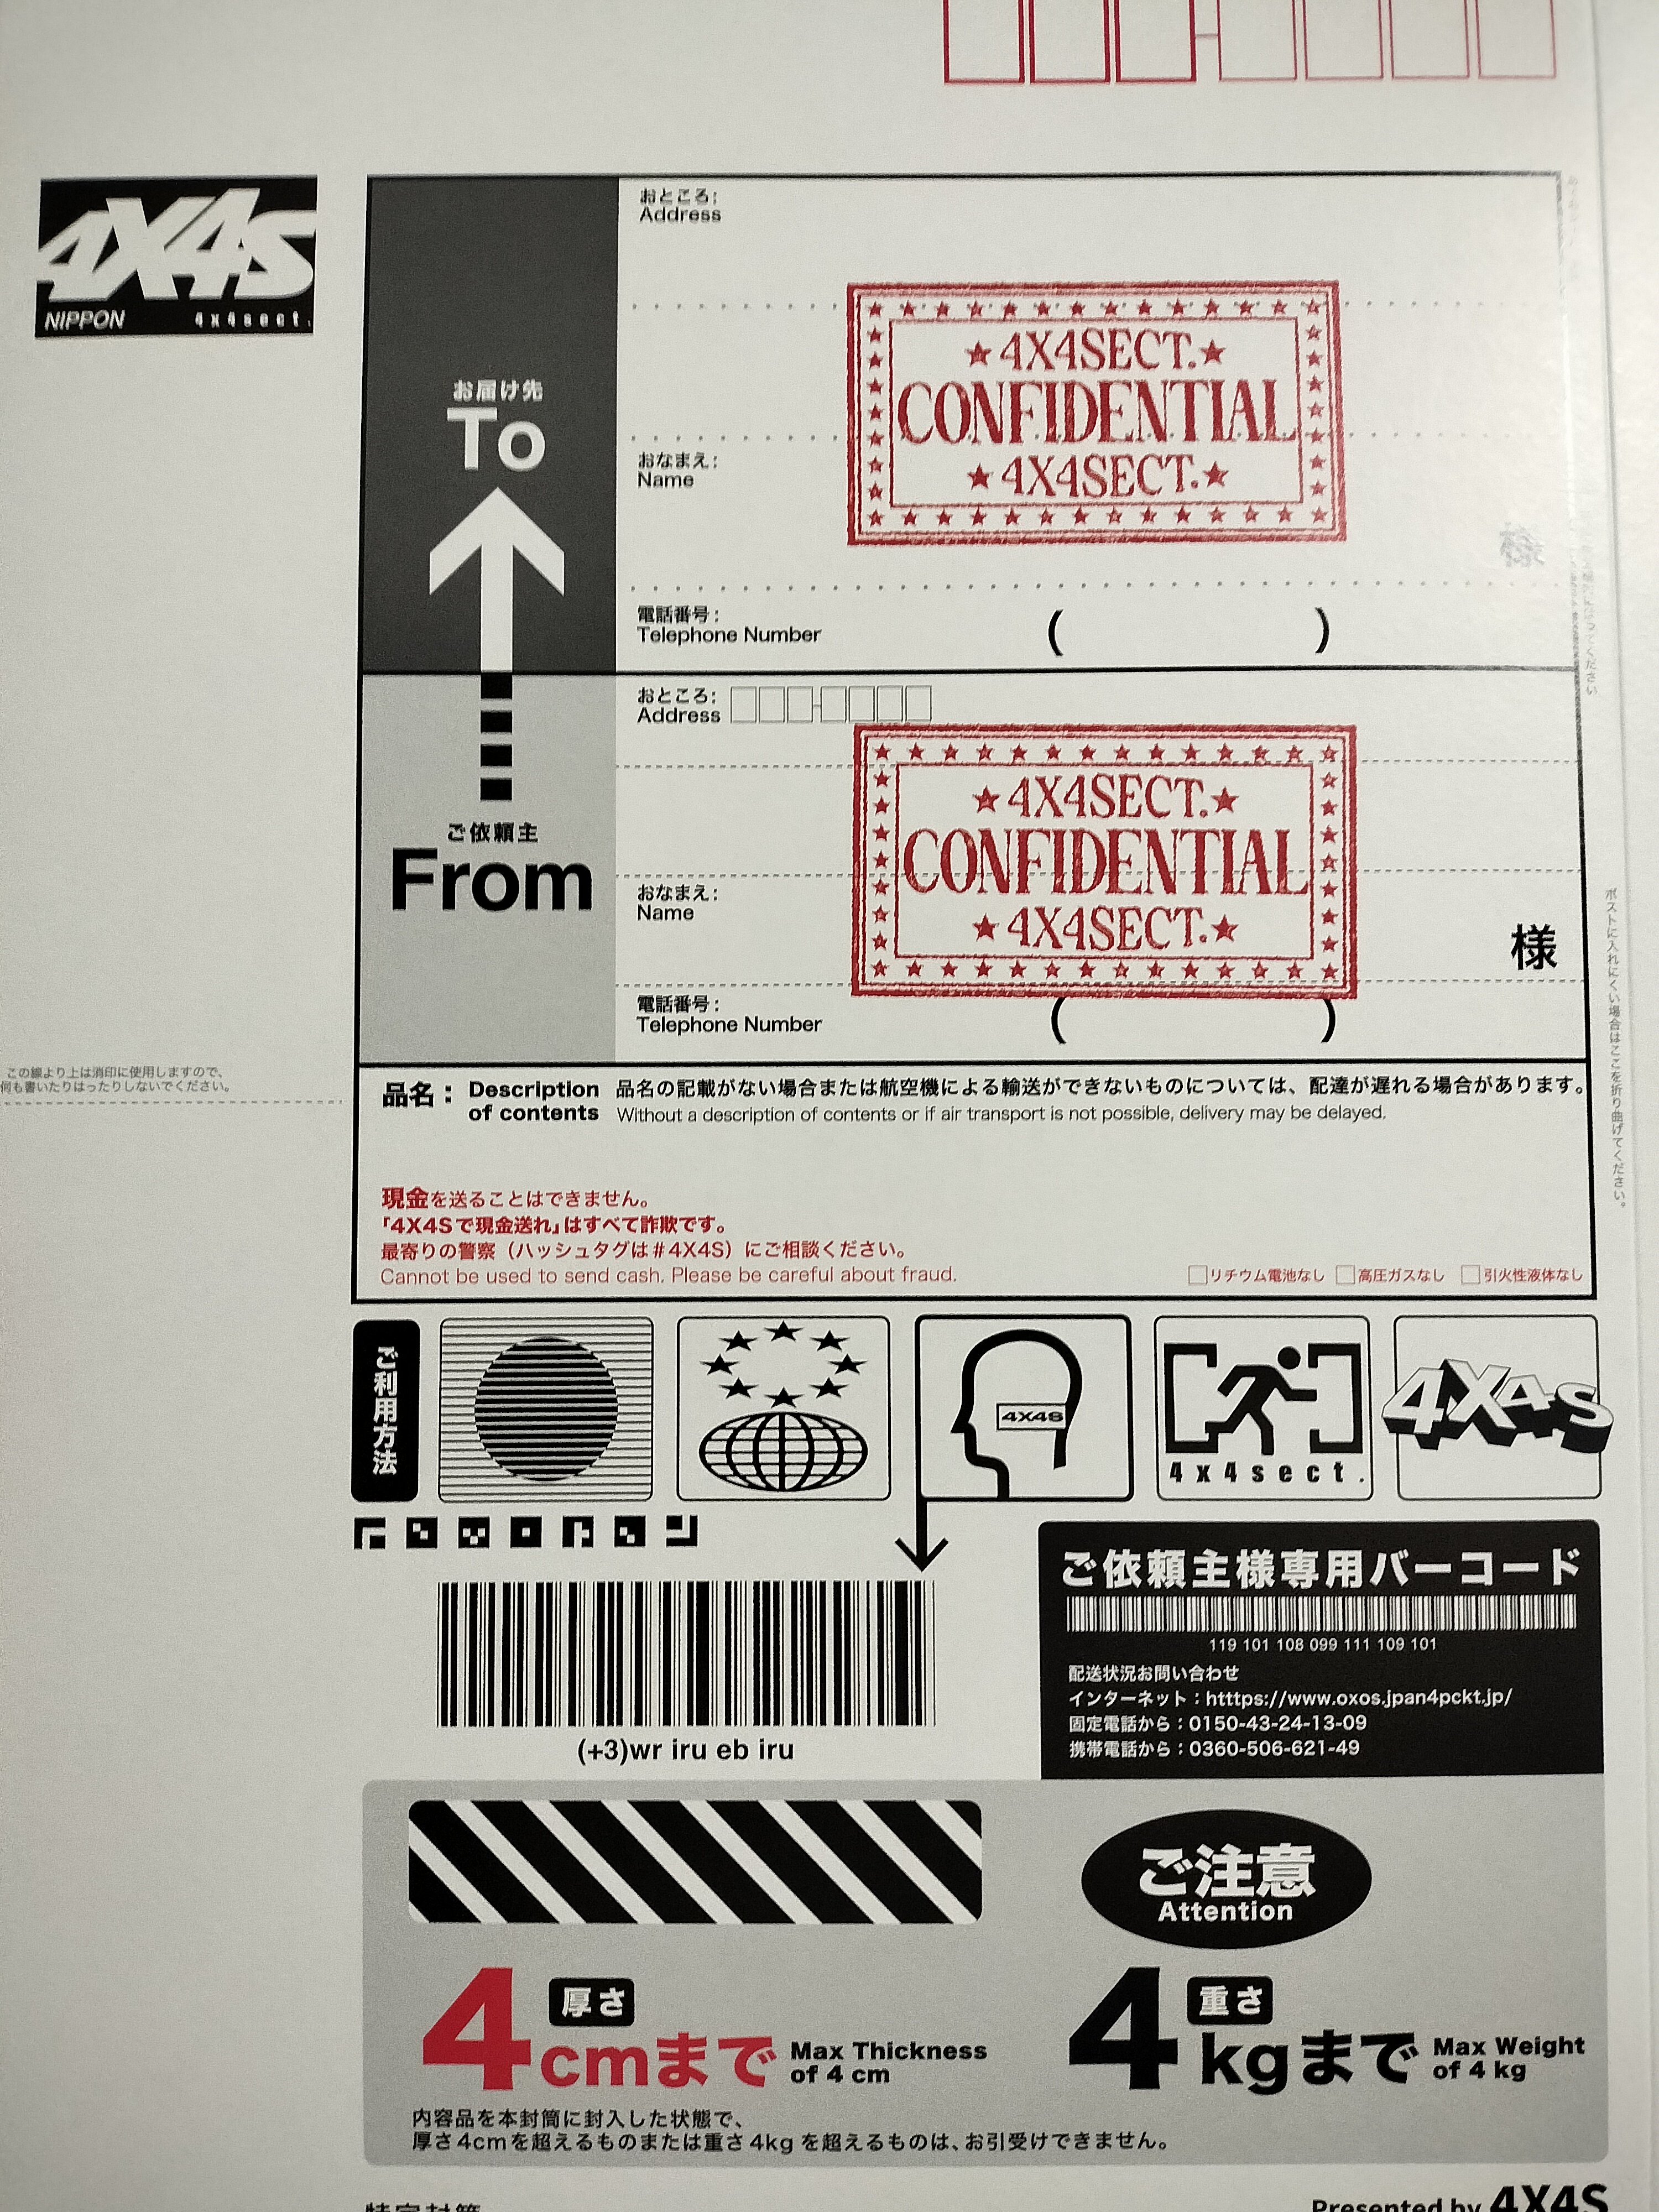 4X4S
NIPPON 4x4sect.
お届け先
To
おところ:
Address
★4X4SECT.★
CONFIDENTIAL
★4X4SECT.★
おなまえ:
Name
様
電話番号:
Telephone Number ( )
ご依頼主
From
おところ:
Address
★4X4SECT.★
CONFIDENTIAL
★4X4SECT.★
おなまえ:
Name
様
電話番号:
Telephone Number ( )
ポストに入れにくい場合はここを折り曲げてください。
この線より上は消印に使用しますので、
何も書いたりはったりしないでください。
品名: Description of contents
品名の記載がない場合または航空機による輸送ができないものについては、配達が遅れる場合があります。
Without a description of contents or if air transport is not possible, delivery may be delayed.
現金を送ることはできません。
「4X4Sで現金送れ」はすべて詐欺です。
最寄りの警察（ハッシュタグは#4X4S）にご相談ください。
Cannot be used to send cash. Please be careful about fraud.
□リチウム電池なし □高圧ガスなし □引火性液体なし
ご利用方法
4X4S
4x4sect.
4X4S
(+3)wr iru eb iru
ご依頼主様専用バーコード
119 101 108 099 111 109 101
配送状況お問い合わせ
インターネット：htttps://www.oxos.jpan4pckt.jp/
固定電話から：0150-43-24-13-09
携帯電話から：0360-506-621-49
ご注意
Attention
厚さ
4cmまで Max Thickness of 4 cm
重さ
4kgまで Max Weight of 4 kg
内容品を本封筒に封入した状態で、
厚さ4cmを超えるものまたは重さ4kgを超えるものは、お引受けできません。
特定封筒
Presented by 4X4S